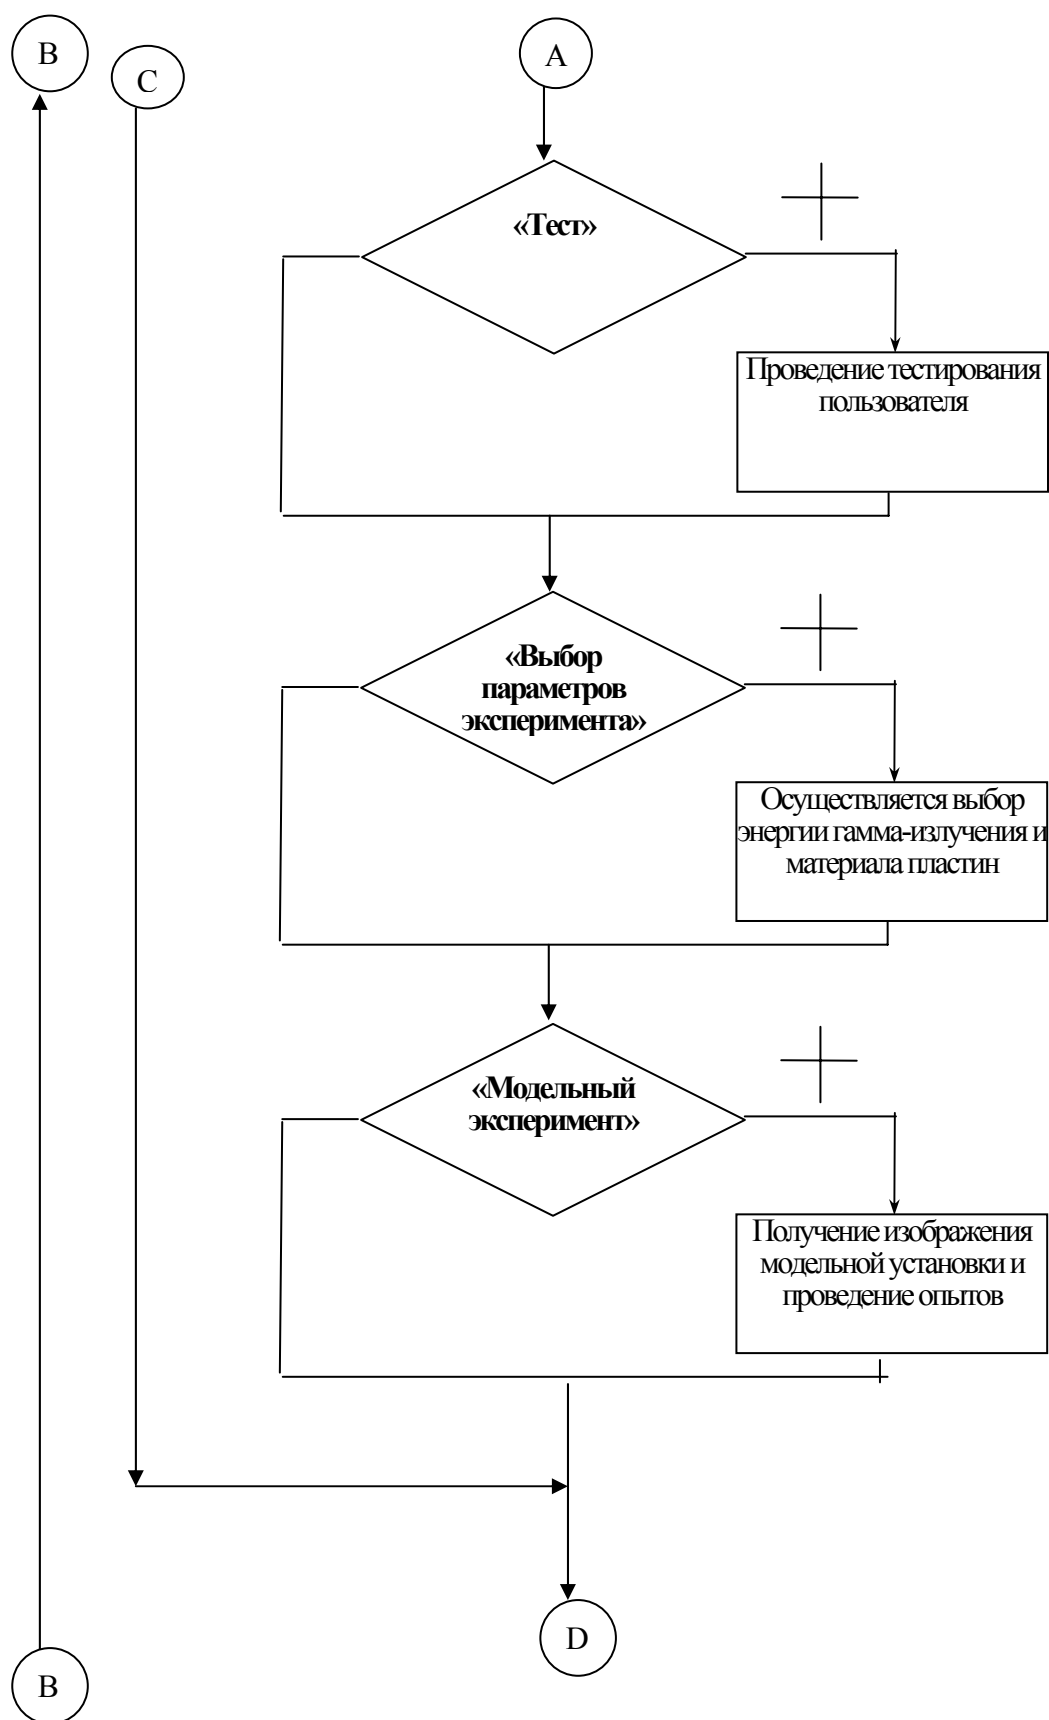 B
C
A
«Тест»
Проведение тестирования
пользователя
«Выбор
параметров
эксперимента»
Осуществляется выбор
энергии гамма-излучения и
материала пластин
«Модельный
эксперимент»
Получение изображения
модельной установки и
проведение опытов
D
B